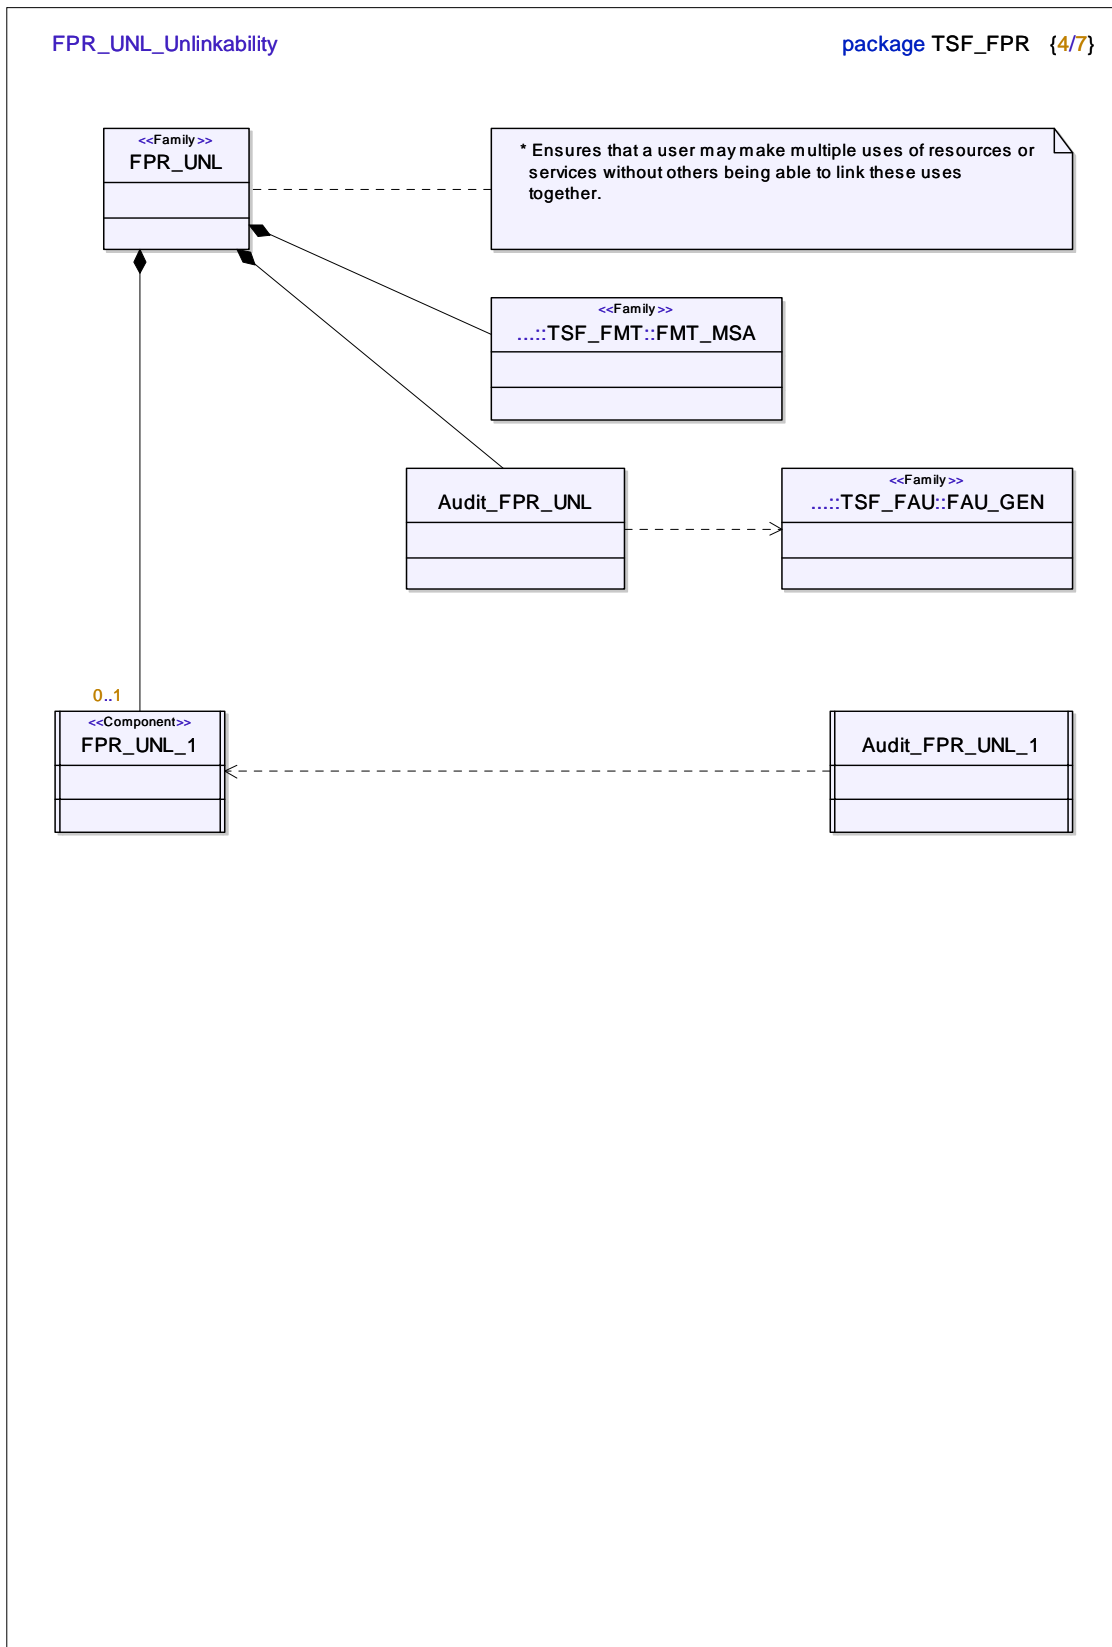 FPR_UNL_Unlinkability
package TSF_FPR {4/7}
<<Family>>
FPR_UNL
* Ensures that a user may make multiple uses of resources or
services without others being able to link these uses
together.
<<Family>>
...::TSF_FMT::FMT_MSA
Audit_FPR_UNL
<<Family>>
...::TSF_FAU::FAU_GEN
0..1
<<Component>>
FPR_UNL_1
Audit_FPR_UNL_1